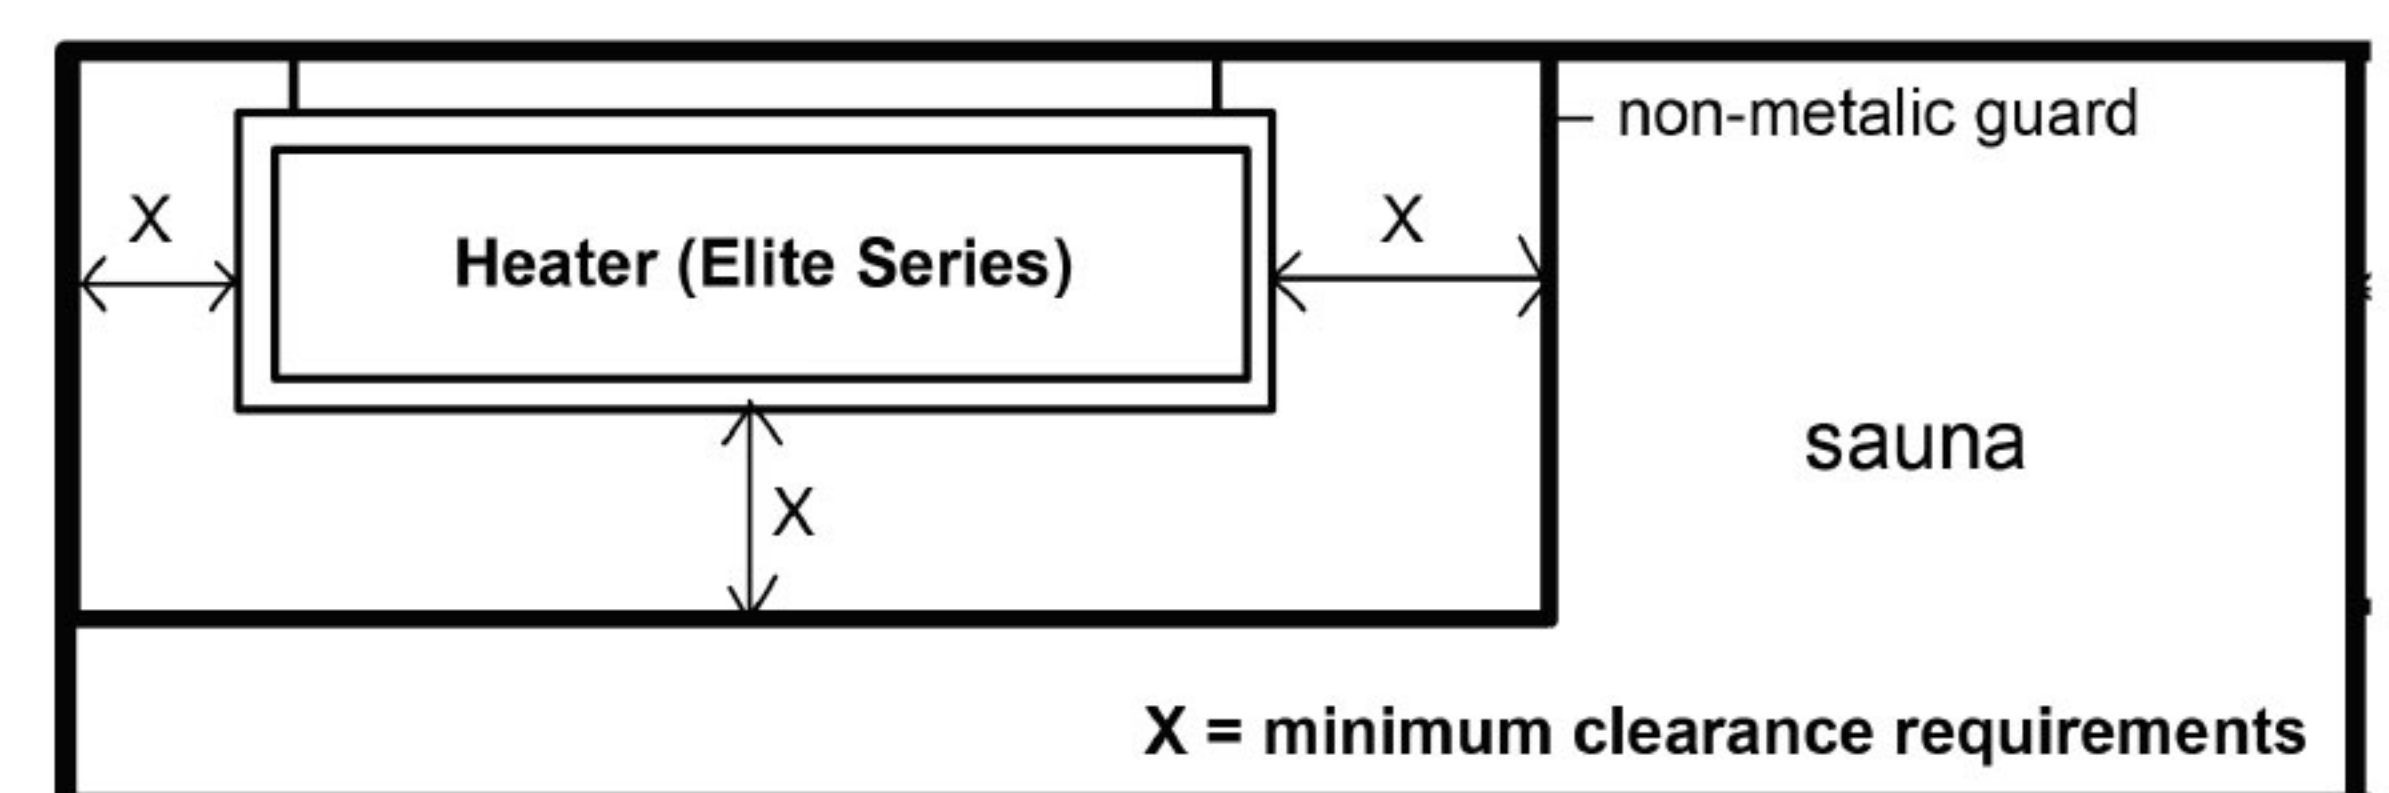 non-metalic guard
X
X
Heater (Elite Series)
sauna
X
X = minimum clearance requirements